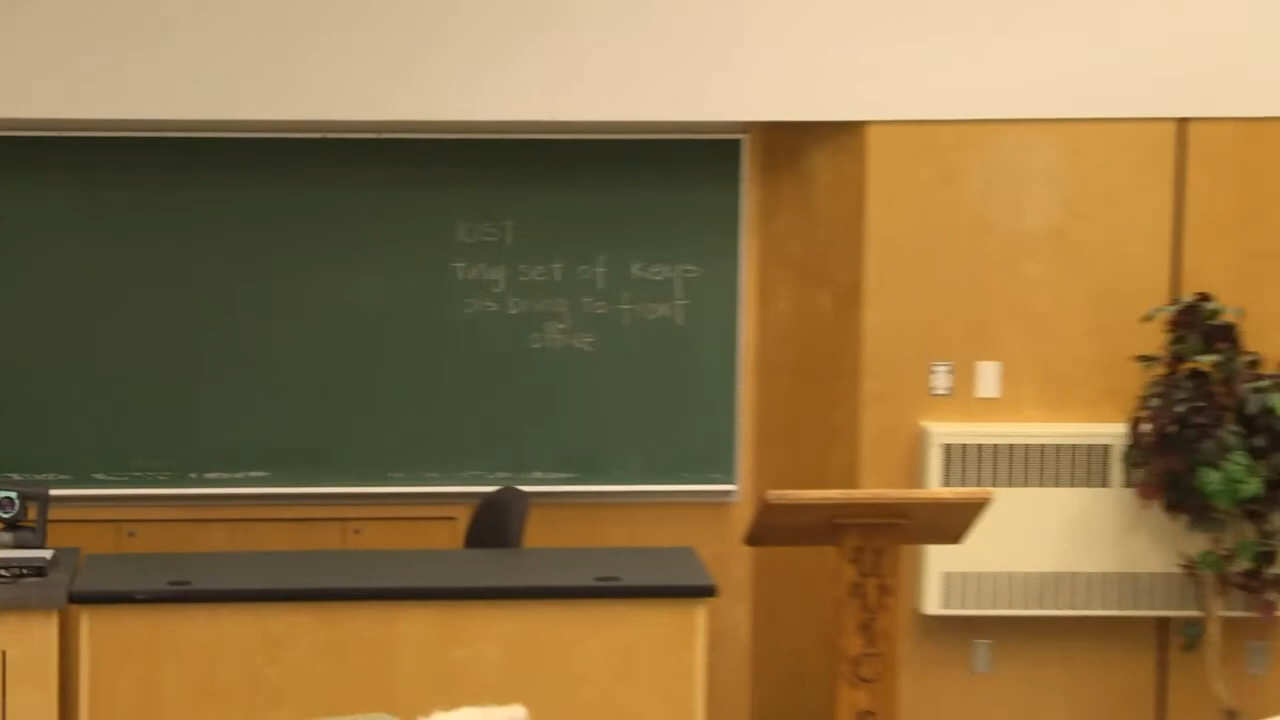 lost
Tiny set of Keys
pls bring to front
office